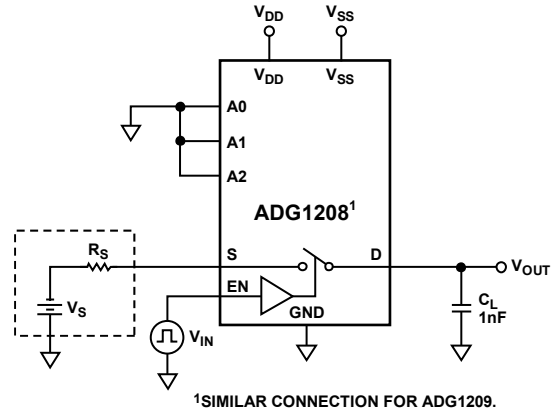 VDD VSS
VDD VSS
A0
A1
A2
ADG1208¹
RS
S D
VOUT
EN
VS
GND
CL
1nF
VIN
¹SIMILAR CONNECTION FOR ADG1209.